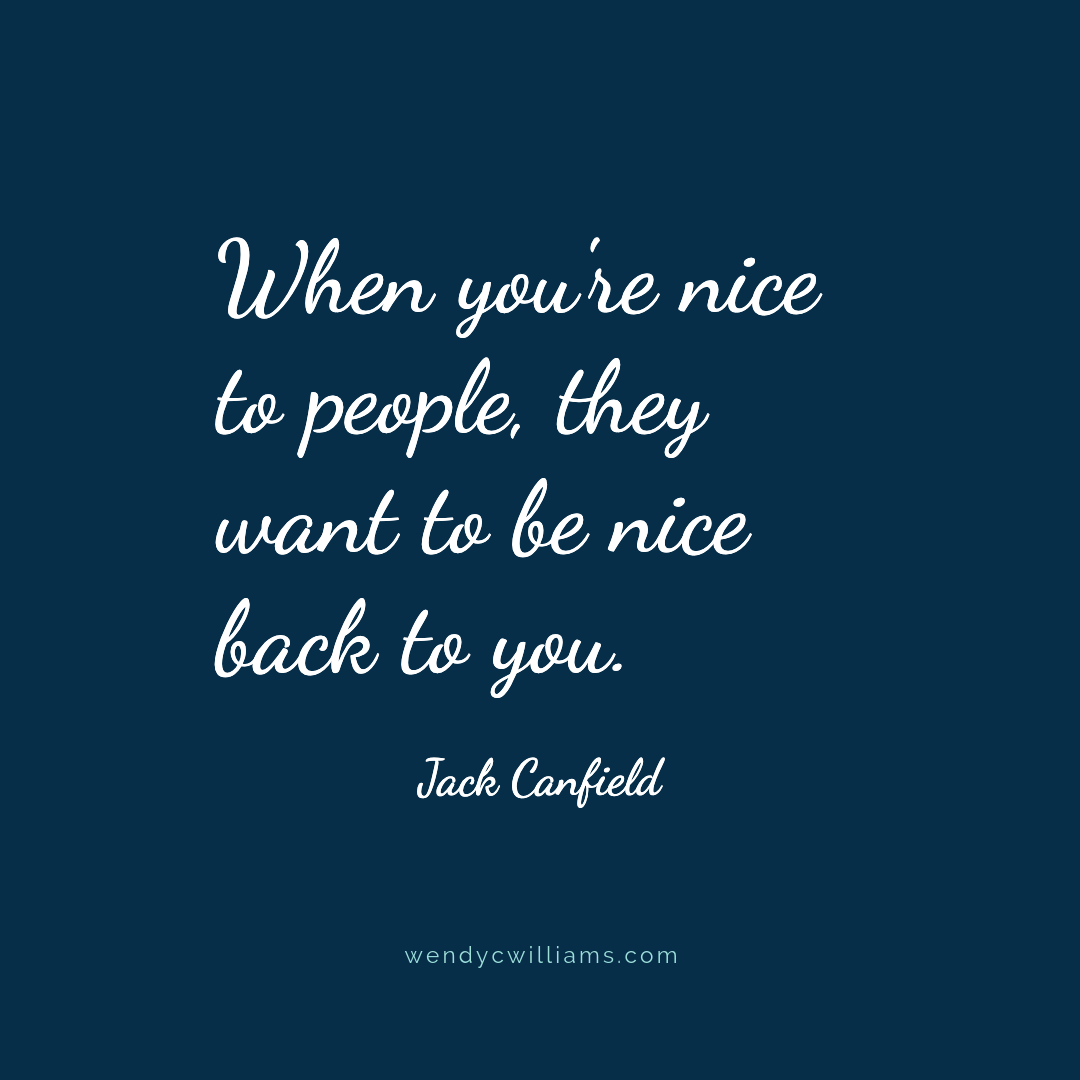 When you're nice
to people, they
want to be nice
back to you.
Jack Canfield
wendycwilliams.com